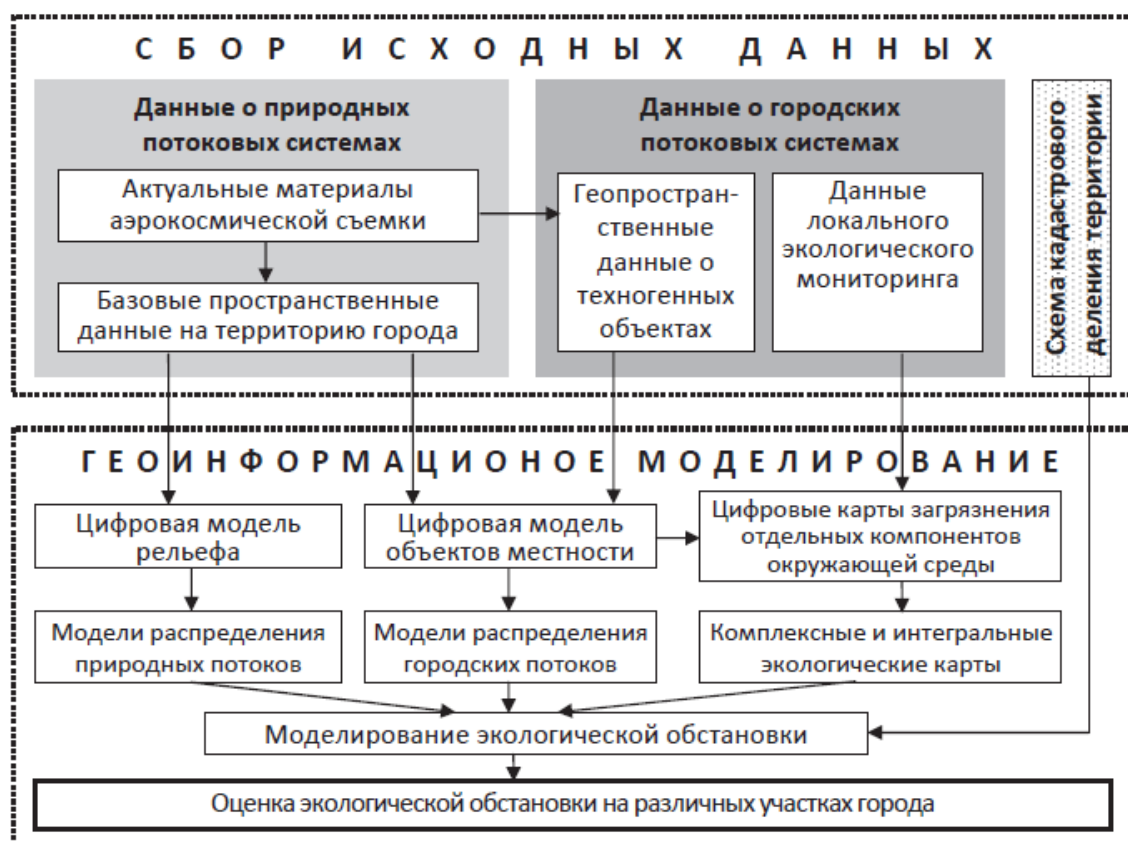 СБОР ИСХОДНЫХ ДАННЫХ
Данные о природных
потоковых системах
Актуальные материалы
аэрокосмической съемки
Базовые пространственные
данные на территорию города
Данные о городских
потоковых системах
Геопростран-
ственные
данные о
техногенных
объектах
Данные
локального
экологического
мониторинга
Схема кадастрового
деления территории
ГЕОИНФОРМАЦИОНОЕ МОДЕЛИРОВАНИЕ
Цифровая модель
рельефа
Цифровая модель
объектов местности
Цифровые карты загрязнения
отдельных компонентов
окружающей среды
Модели распределения
природных потоков
Модели распределения
городских потоков
Комплексные и интегральные
экологические карты
Моделирование экологической обстановки
Оценка экологической обстановки на различных участках города